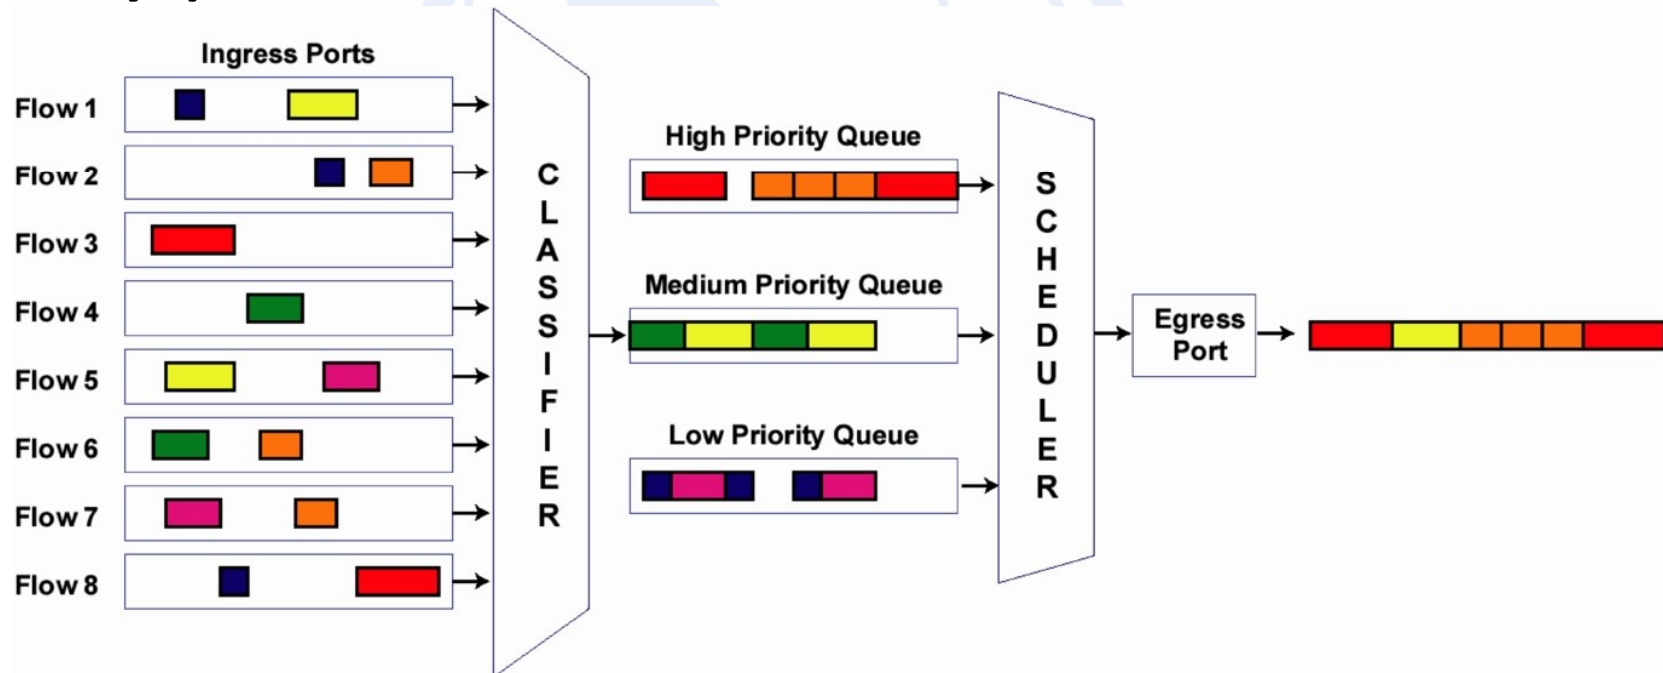 Ingress Ports
Flow 1
Flow 2
Flow 3
Flow 4
Flow 5
Flow 6
Flow 7
Flow 8
CLASSIFIER
High Priority Queue
Medium Priority Queue
Low Priority Queue
SCHEDULER
Egress
Port